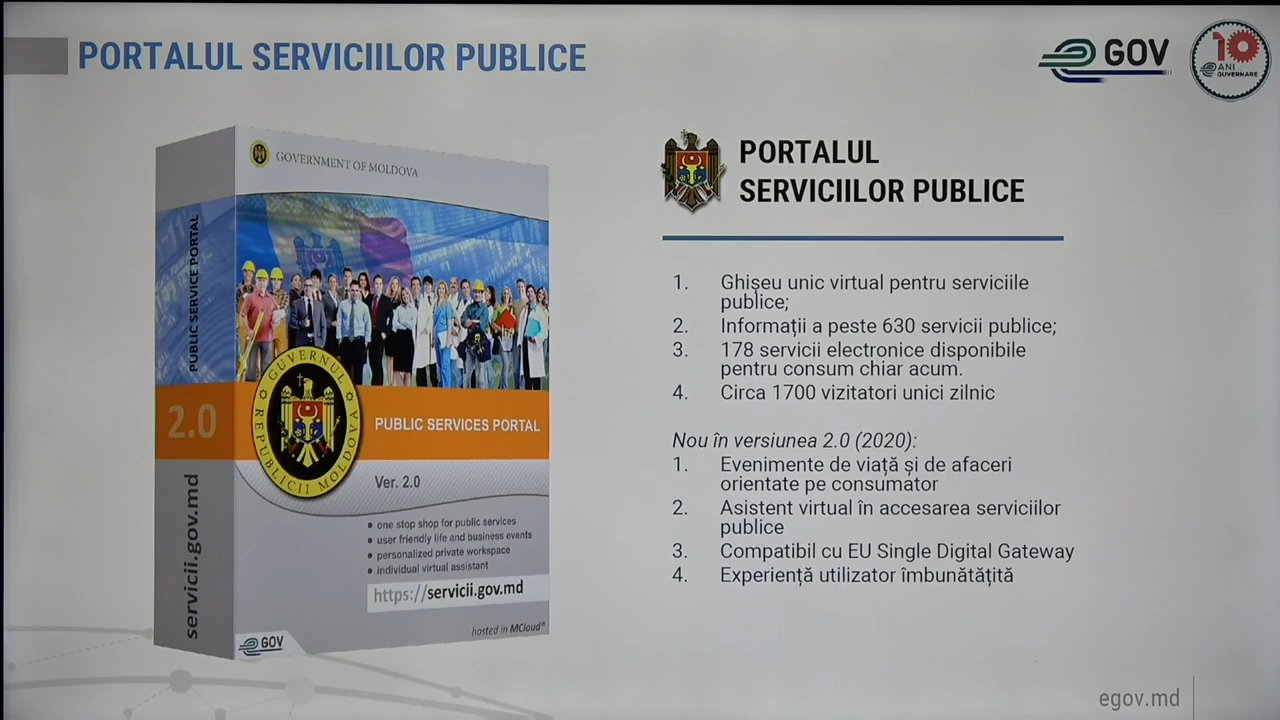 PORTALUL SERVICIILOR PUBLICE
GOV
10
ANI
GUVERNARE
GOVERNMENT OF MOLDOVA
PUBLIC SERVICE PORTAL
2.0
servicii.gov.md
GUVERNUL
REPUBLICII MOLDOVA
PUBLIC SERVICES PORTAL
Ver. 2.0
• one stop shop for public services
• user friendly life and business events
• personalized private workspace
• individual virtual assistant
https://servicii.gov.md
hosted in MCloud®
GOV
PORTALUL
SERVICIILOR PUBLICE
1. Ghișeu unic virtual pentru serviciile
publice;
2. Informații a peste 630 servicii publice;
3. 178 servicii electronice disponibile
pentru consum chiar acum.
4. Circa 1700 vizitatori unici zilnic
Nou în versiunea 2.0 (2020):
1. Evenimente de viață și de afaceri
orientate pe consumator
2. Asistent virtual în accesarea serviciilor
publice
3. Compatibil cu EU Single Digital Gateway
4. Experiență utilizator îmbunătățită
egov.md